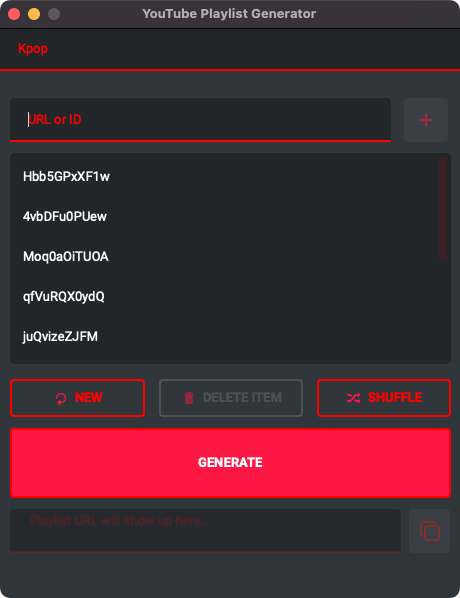 YouTube Playlist Generator
Kpop
URL or ID
Hbb5GPxXF1w
4vbDFu0PUew
Moq0aOiTUOA
qfVuRQX0ydQ
juQvizeZJFM
NEW
DELETE ITEM
SHUFFLE
GENERATE
Playlist URL will show up here...